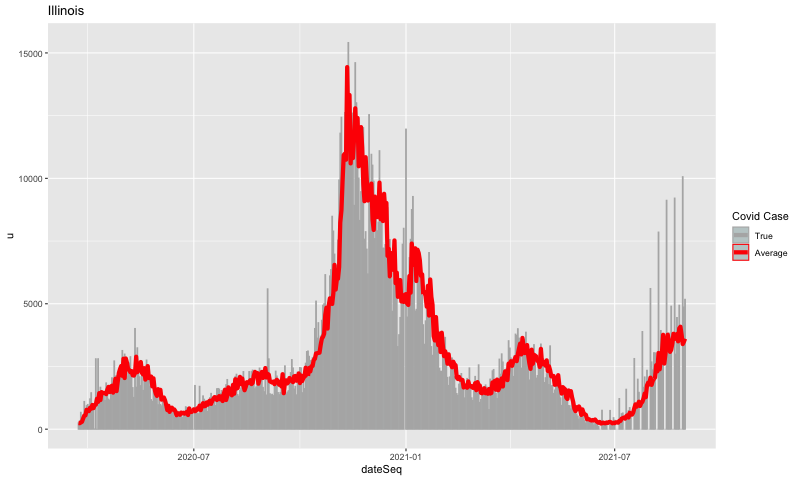 Illinois
15000
10000
5000
0
u
2020-07
2021-01
2021-07
dateSeq
Covid Case
True
Average